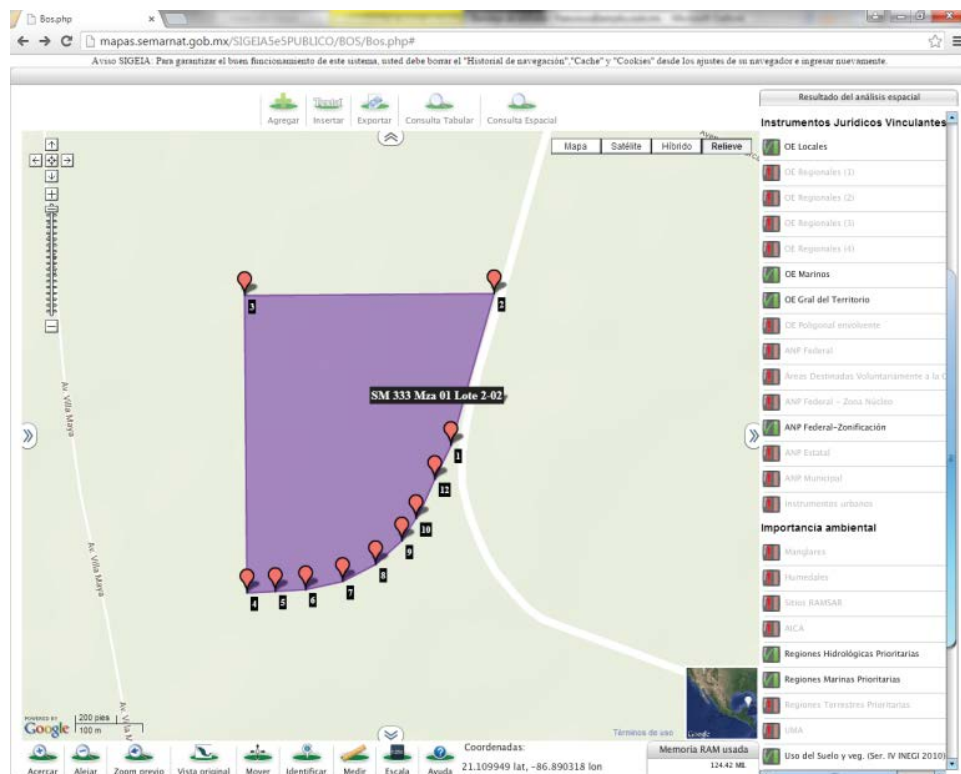 Bos.php
mapas.semarnat.gob.mx/SIGEIA5e5PUBLICO/BOS/Bos.php#
Aviso SIGEIA: Para garantizar el buen funcionamiento de este sistema, usted debe borrar el "Historial de navegación","Cache" y "Cookies" desde los ajustes de su navegador e ingresar nuevamente.
Agregar Insertar Exportar Consulta Tabular Consulta Espacial
Mapa Satélite Híbrido Relieve
3
2
SM 333 Mza 01 Lote 2-02
1
12
10
9
8
7
6
5
4
Av. Villa Maya
Av. Villa Maya
POWERED BY
Google
200 pies
100 m
Términos de uso
Resultado del análisis espacial
Instrumentos Jurídicos Vinculantes
OE Locales
OE Regionales (1)
OE Regionales (2)
OE Regionales (3)
OE Regionales (4)
OE Marinos
OE Gral del Territorio
OE Poligonal envolvente
ANP Federal
Áreas Destinadas Voluntariamente a la C
ANP Federal - Zona Núcleo
ANP Federal-Zonificación
ANP Estatal
ANP Municipal
Instrumentos urbanos
Importancia ambiental
Manglares
Humedales
Sitios RAMSAR
AICA
Regiones Hidrológicas Prioritarias
Regiones Marinas Prioritarias
Regiones Terrestres Prioritarias
UMA
Uso del Suelo y veg. (Ser. IV INEGI 2010)
Acercar Alejar Zoom previo Vista original Mover Identificar Medir Escala Ayuda
Coordenadas:
21.109949 lat, -86.890318 lon
Memoria RAM usada
124.42 MB.